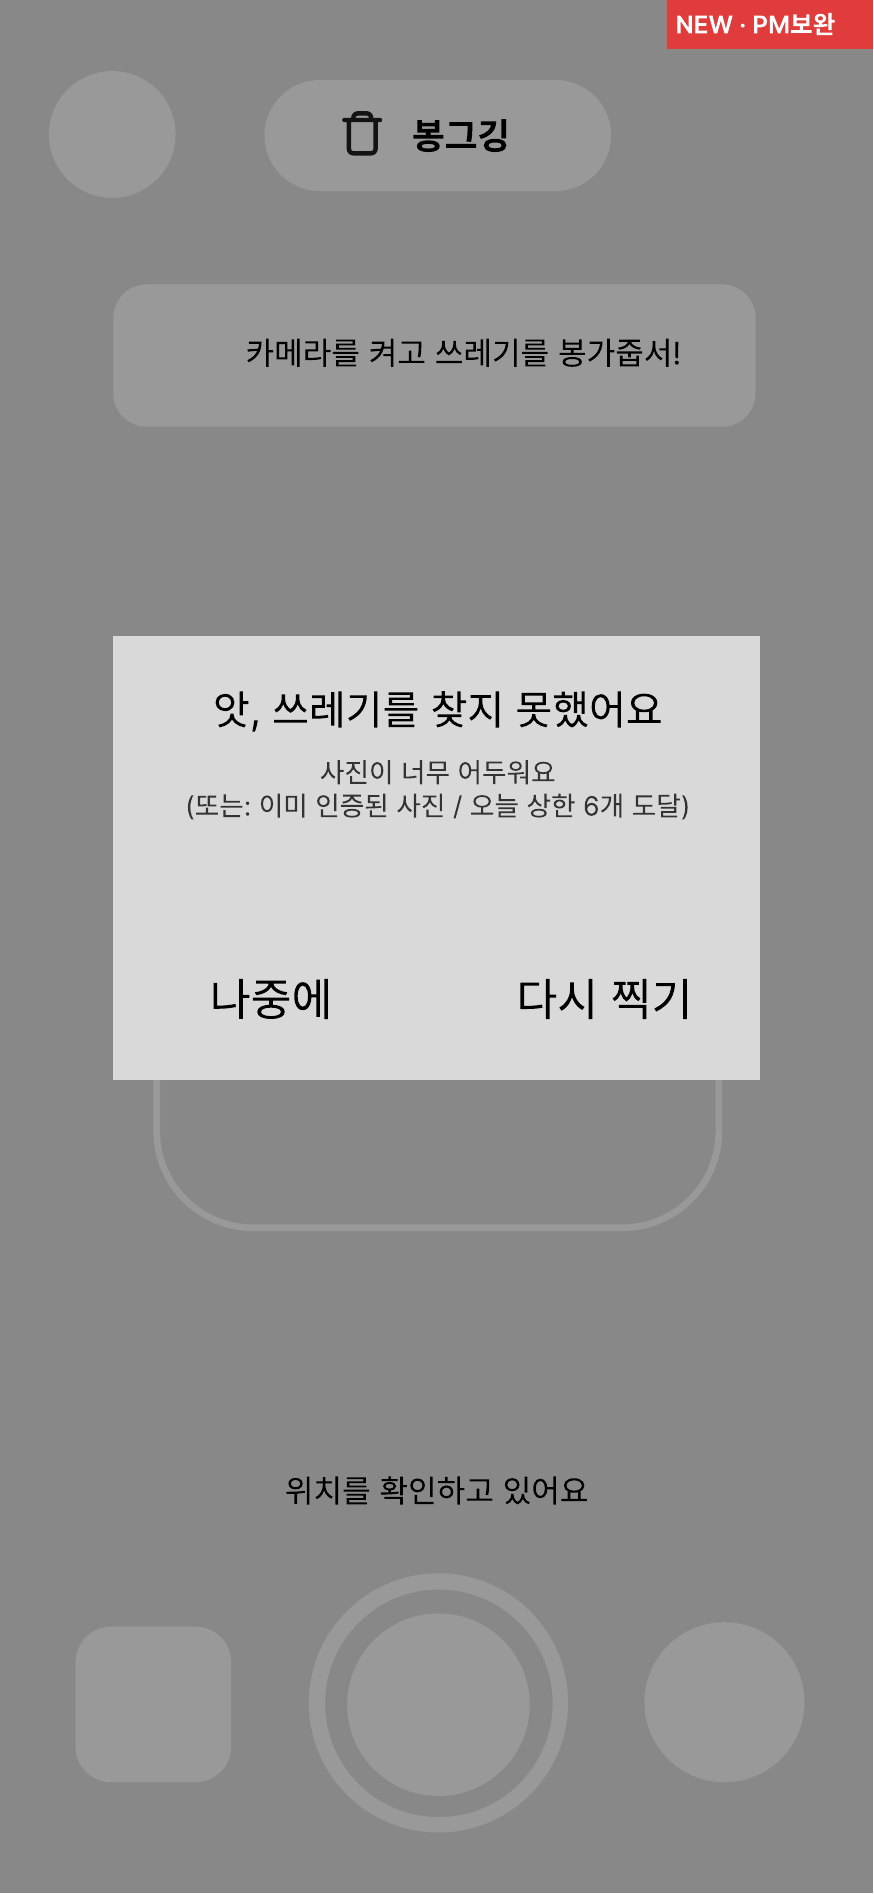 NEW · PM보완
봉그깅
카메라를 켜고 쓰레기를 봉가줍서!
앗, 쓰레기를 찾지 못했어요
사진이 너무 어두워요
(또는: 이미 인증된 사진 / 오늘 상한 6개 도달)
나중에 다시 찍기
위치를 확인하고 있어요